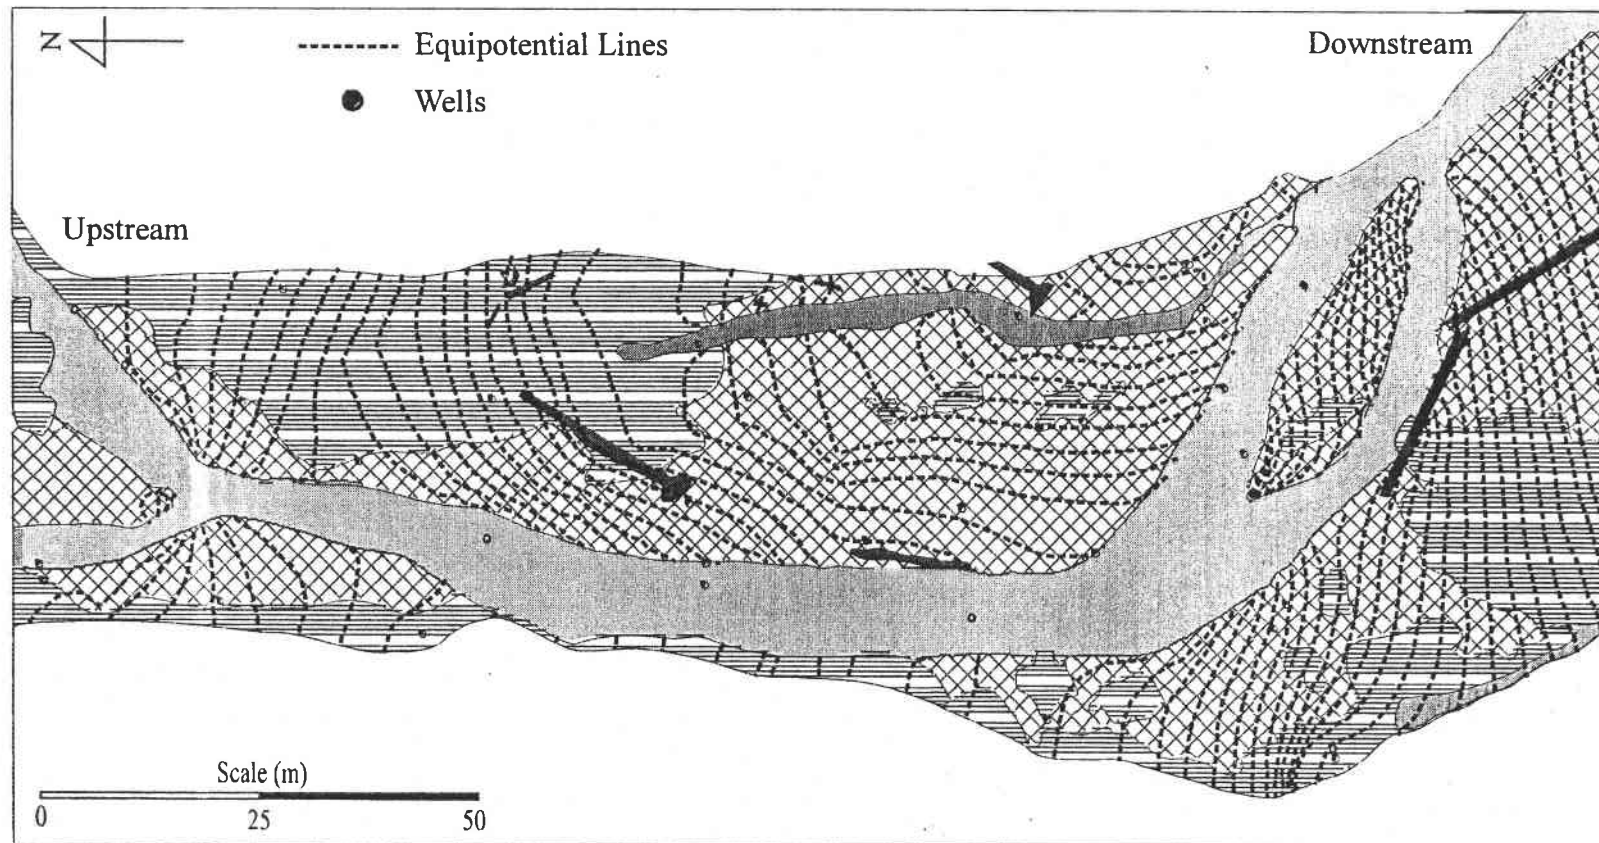 N
Equipotential Lines
Wells
Downstream
Upstream
Scale (m)
0 25 50